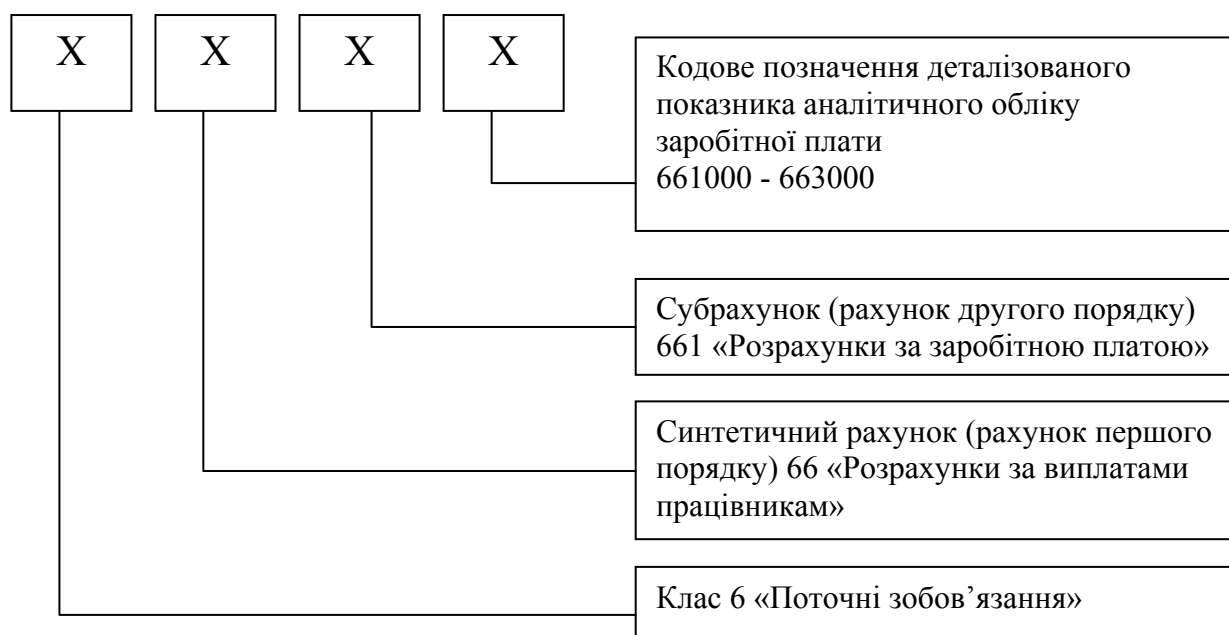 Х Х Х Х
Кодове позначення деталізованого
показника аналітичного обліку
заробітної плати
661000 - 663000
Субрахунок (рахунок другого порядку)
661 «Розрахунки за заробітною платою»
Синтетичний рахунок (рахунок першого
порядку) 66 «Розрахунки за виплатами
працівникам»
Клас 6 «Поточні зобов’язання»